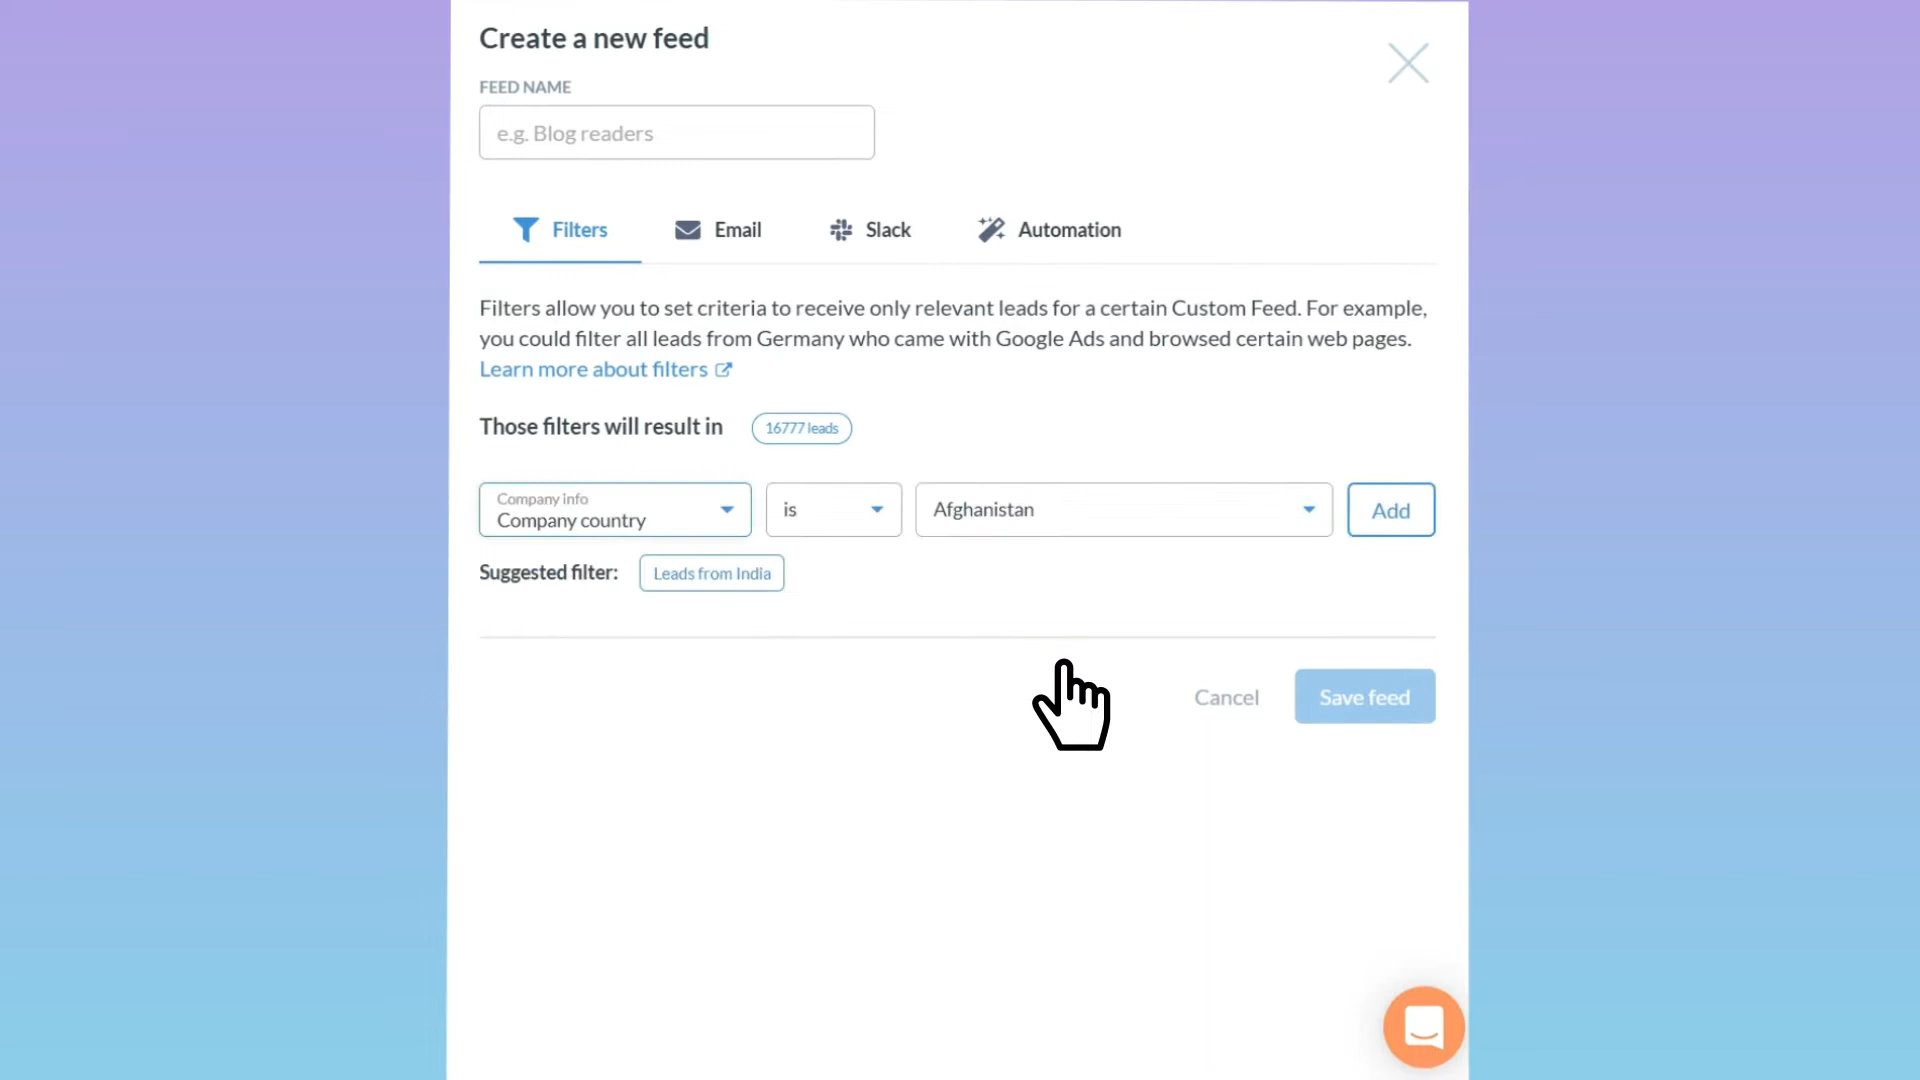 Create a new feed
FEED NAME
e.g. Blog readers
Filters
Email
Slack
Automation
Filters allow you to set criteria to receive only relevant leads for a certain Custom Feed. For example,
you could filter all leads from Germany who came with Google Ads and browsed certain web pages.
Learn more about filters
Those filters will result in
16777 leads
Company info
Company country
is
Afghanistan
Add
Suggested filter:
Leads from India
Cancel
Save feed